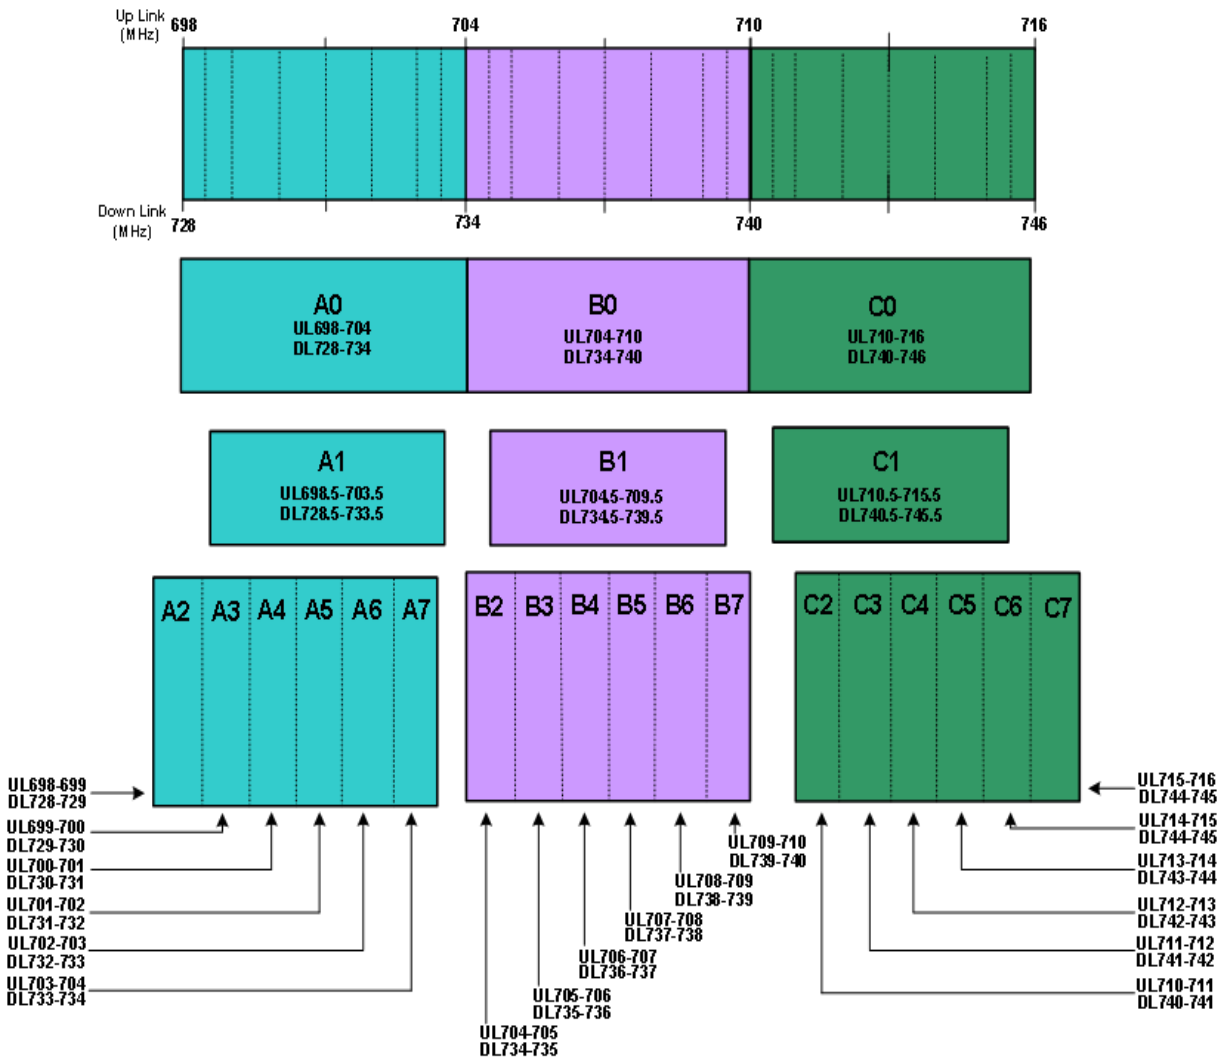 Up Link
(MHz)
698
704
710
716
Down Link
(MHz)
728
734
740
746
A0
UL698-704
DL728-734
B0
UL704-710
DL734-740
C0
UL710-716
DL740-746
A1
UL698.5-703.5
DL728.5-733.5
B1
UL704.5-709.5
DL734.5-739.5
C1
UL710.5-715.5
DL740.5-745.5
A2 A3 A4 A5 A6 A7
B2 B3 B4 B5 B6 B7
C2 C3 C4 C5 C6 C7
UL698-699
DL728-729
UL699-700
DL729-730
UL700-701
DL730-731
UL701-702
DL731-732
UL702-703
DL732-733
UL703-704
DL733-734
UL709-710
DL739-740
UL708-709
DL738-739
UL707-708
DL737-738
UL706-707
DL736-737
UL705-706
DL735-736
UL704-705
DL734-735
UL715-716
DL744-745
UL714-715
DL744-745
UL713-714
DL743-744
UL712-713
DL742-743
UL711-712
DL741-742
UL710-711
DL740-741